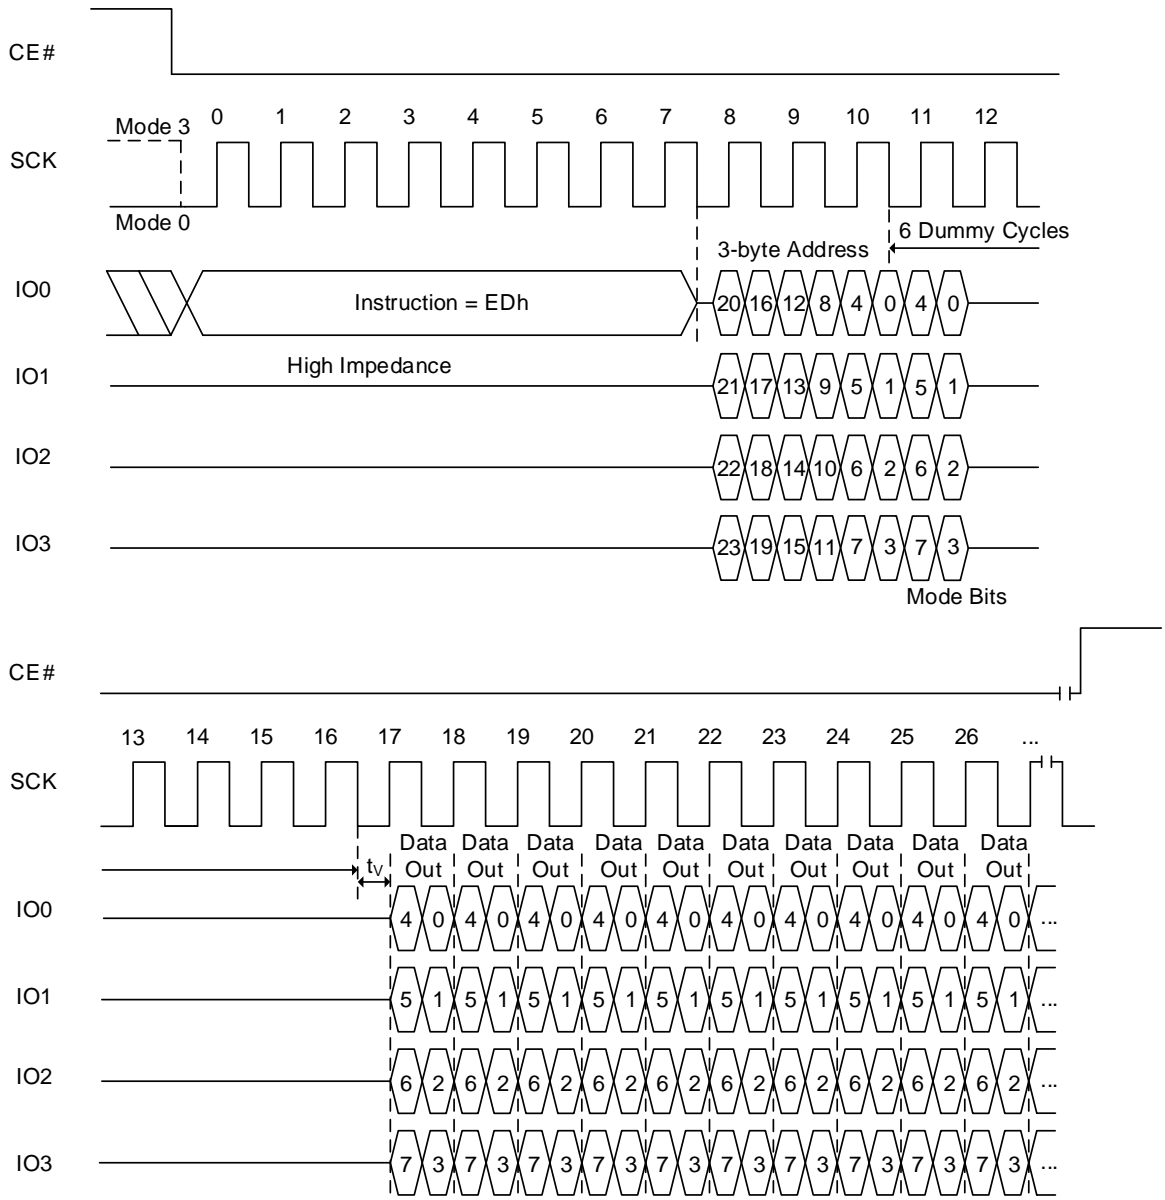 CE#
Mode 3 0 1 2 3 4 5 6 7 8 9 10 11 12
SCK
Mode 0
6 Dummy Cycles
3-byte Address
IO0 Instruction = EDh 20 16 12 8 4 0 4 0
High Impedance
IO1 21 17 13 9 5 1 5 1
IO2 22 18 14 10 6 2 6 2
IO3 23 19 15 11 7 3 7 3
Mode Bits
CE#
13 14 15 16 17 18 19 20 21 22 23 24 25 26 ...
SCK
Data Data Data Data Data Data Data Data Data Data
tV Out Out Out Out Out Out Out Out Out Out
IO0 4 0 4 0 4 0 4 0 4 0 4 0 4 0 4 0 4 0 4 0 ...
IO1 5 1 5 1 5 1 5 1 5 1 5 1 5 1 5 1 5 1 5 1 ...
IO2 6 2 6 2 6 2 6 2 6 2 6 2 6 2 6 2 6 2 6 2 ...
IO3 7 3 7 3 7 3 7 3 7 3 7 3 7 3 7 3 7 3 7 3 ...